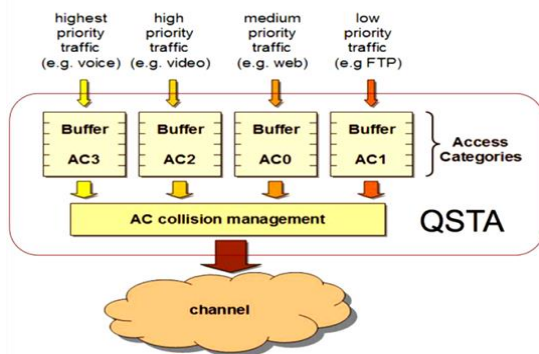 highest
priority
traffic
(e.g. voice)
high
priority
traffic
(e.g. video)
medium
priority
traffic
(e.g. web)
low
priority
traffic
(e.g FTP)
Buffer
AC3
Buffer
AC2
Buffer
AC0
Buffer
AC1
Access
Categories
AC collision management
QSTA
channel